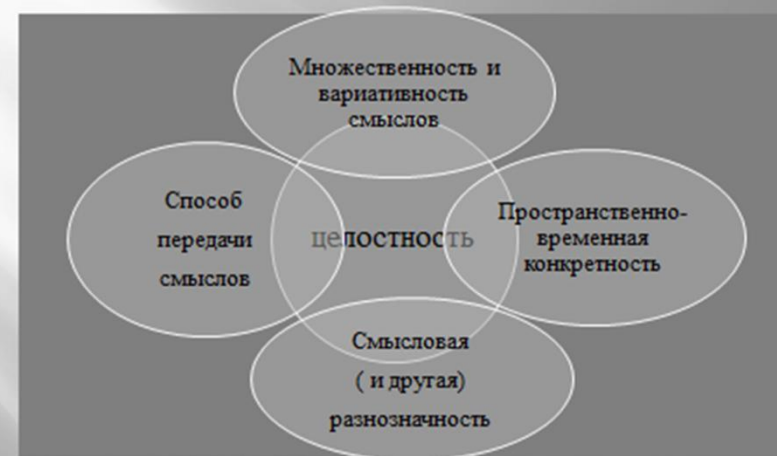 Множественность и
вариативность
смыслов
Способ
передачи
смыслов
целостность
Пространственно-
временная
конкретность
Смысловая
( и другая)
разнозначность